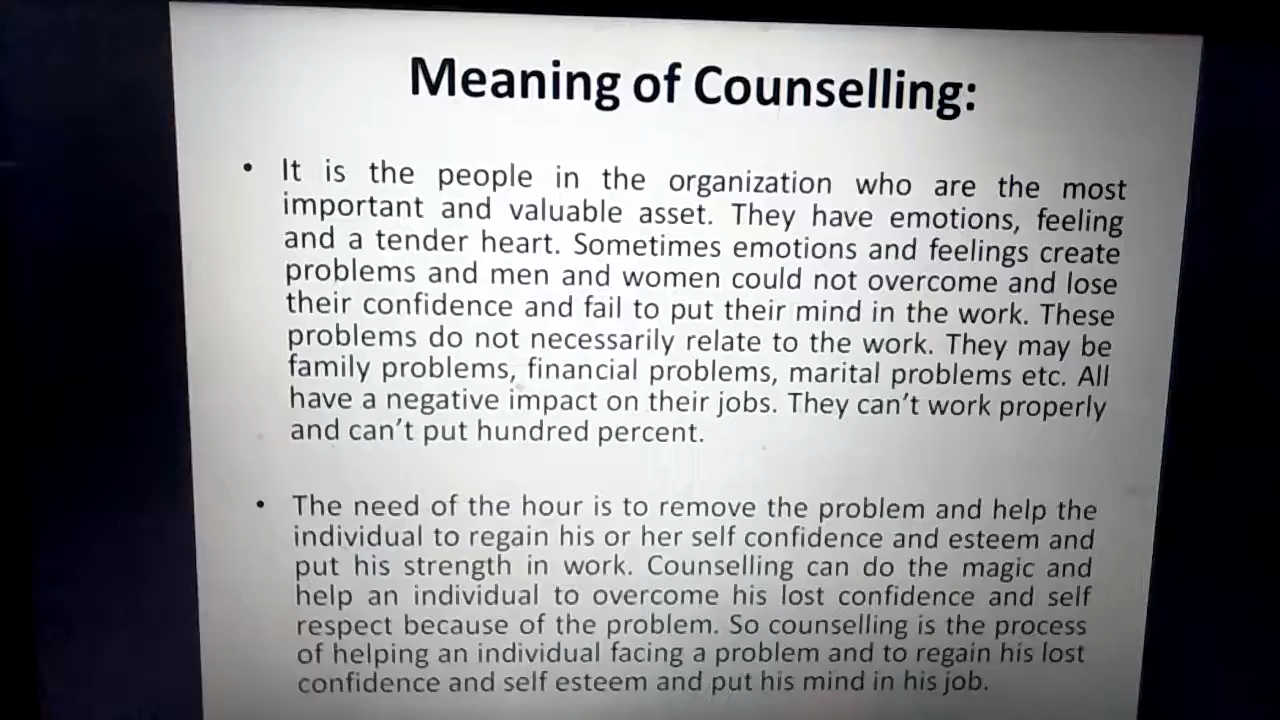 Meaning of Counselling:
• It is the people in the organization who are the most
important and valuable asset. They have emotions, feeling
and a tender heart. Sometimes emotions and feelings create
problems and men and women could not overcome and lose
their confidence and fail to put their mind in the work. These
problems do not necessarily relate to the work. They may be
family problems, financial problems, marital problems etc. All
have a negative impact on their jobs. They can’t work properly
and can’t put hundred percent.
• The need of the hour is to remove the problem and help the
individual to regain his or her self confidence and esteem and
put his strength in work. Counselling can do the magic and
help an individual to overcome his lost confidence and self
respect because of the problem. So counselling is the process
of helping an individual facing a problem and to regain his lost
confidence and self esteem and put his mind in his job.